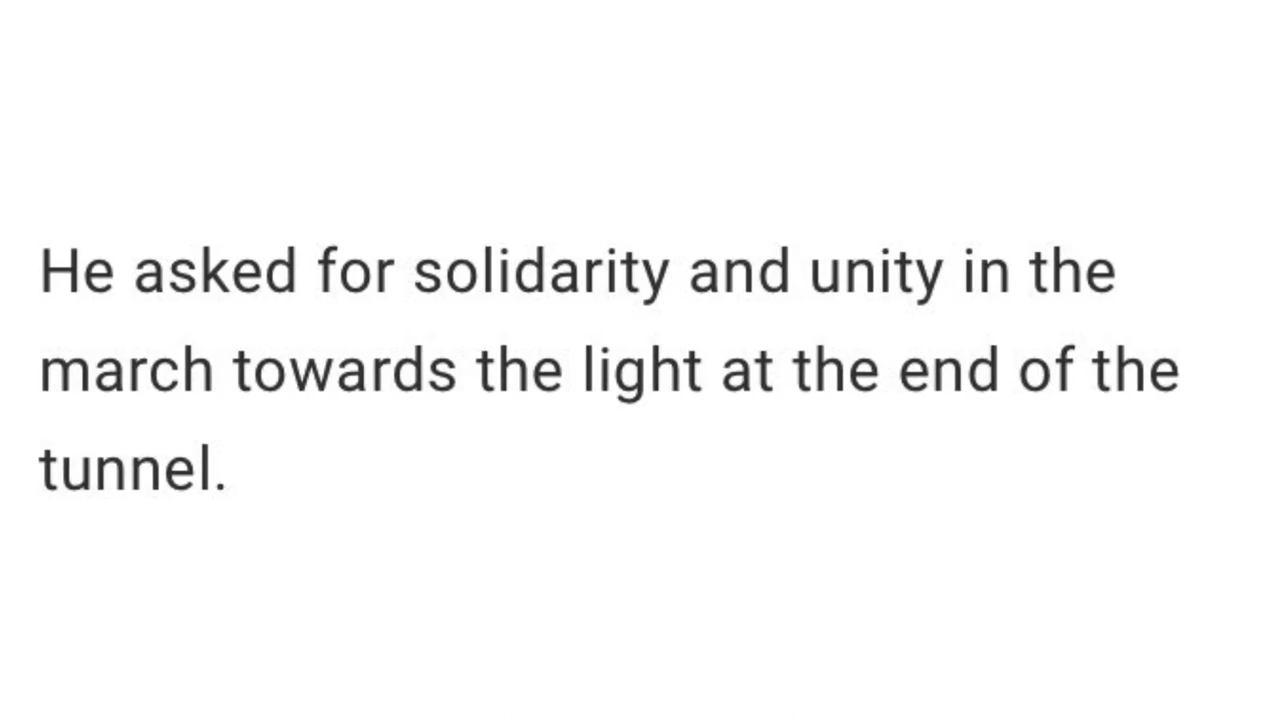 He asked for solidarity and unity in the
march towards the light at the end of the
tunnel.